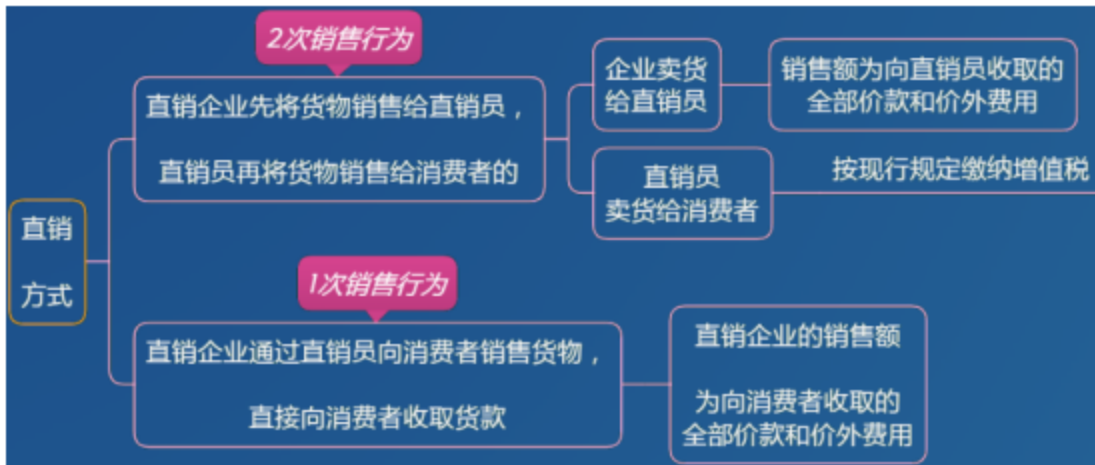 2次销售行为
直销企业先将货物销售给直销员，
直销员再将货物销售给消费者的
企业卖货
给直销员
销售额为向直销员收取的
全部价款和价外费用
直销员
卖货给消费者
按现行规定缴纳增值税
直销
方式
1次销售行为
直销企业通过直销员向消费者销售货物，
直接向消费者收取货款
直销企业的销售额
为向消费者收取的
全部价款和价外费用